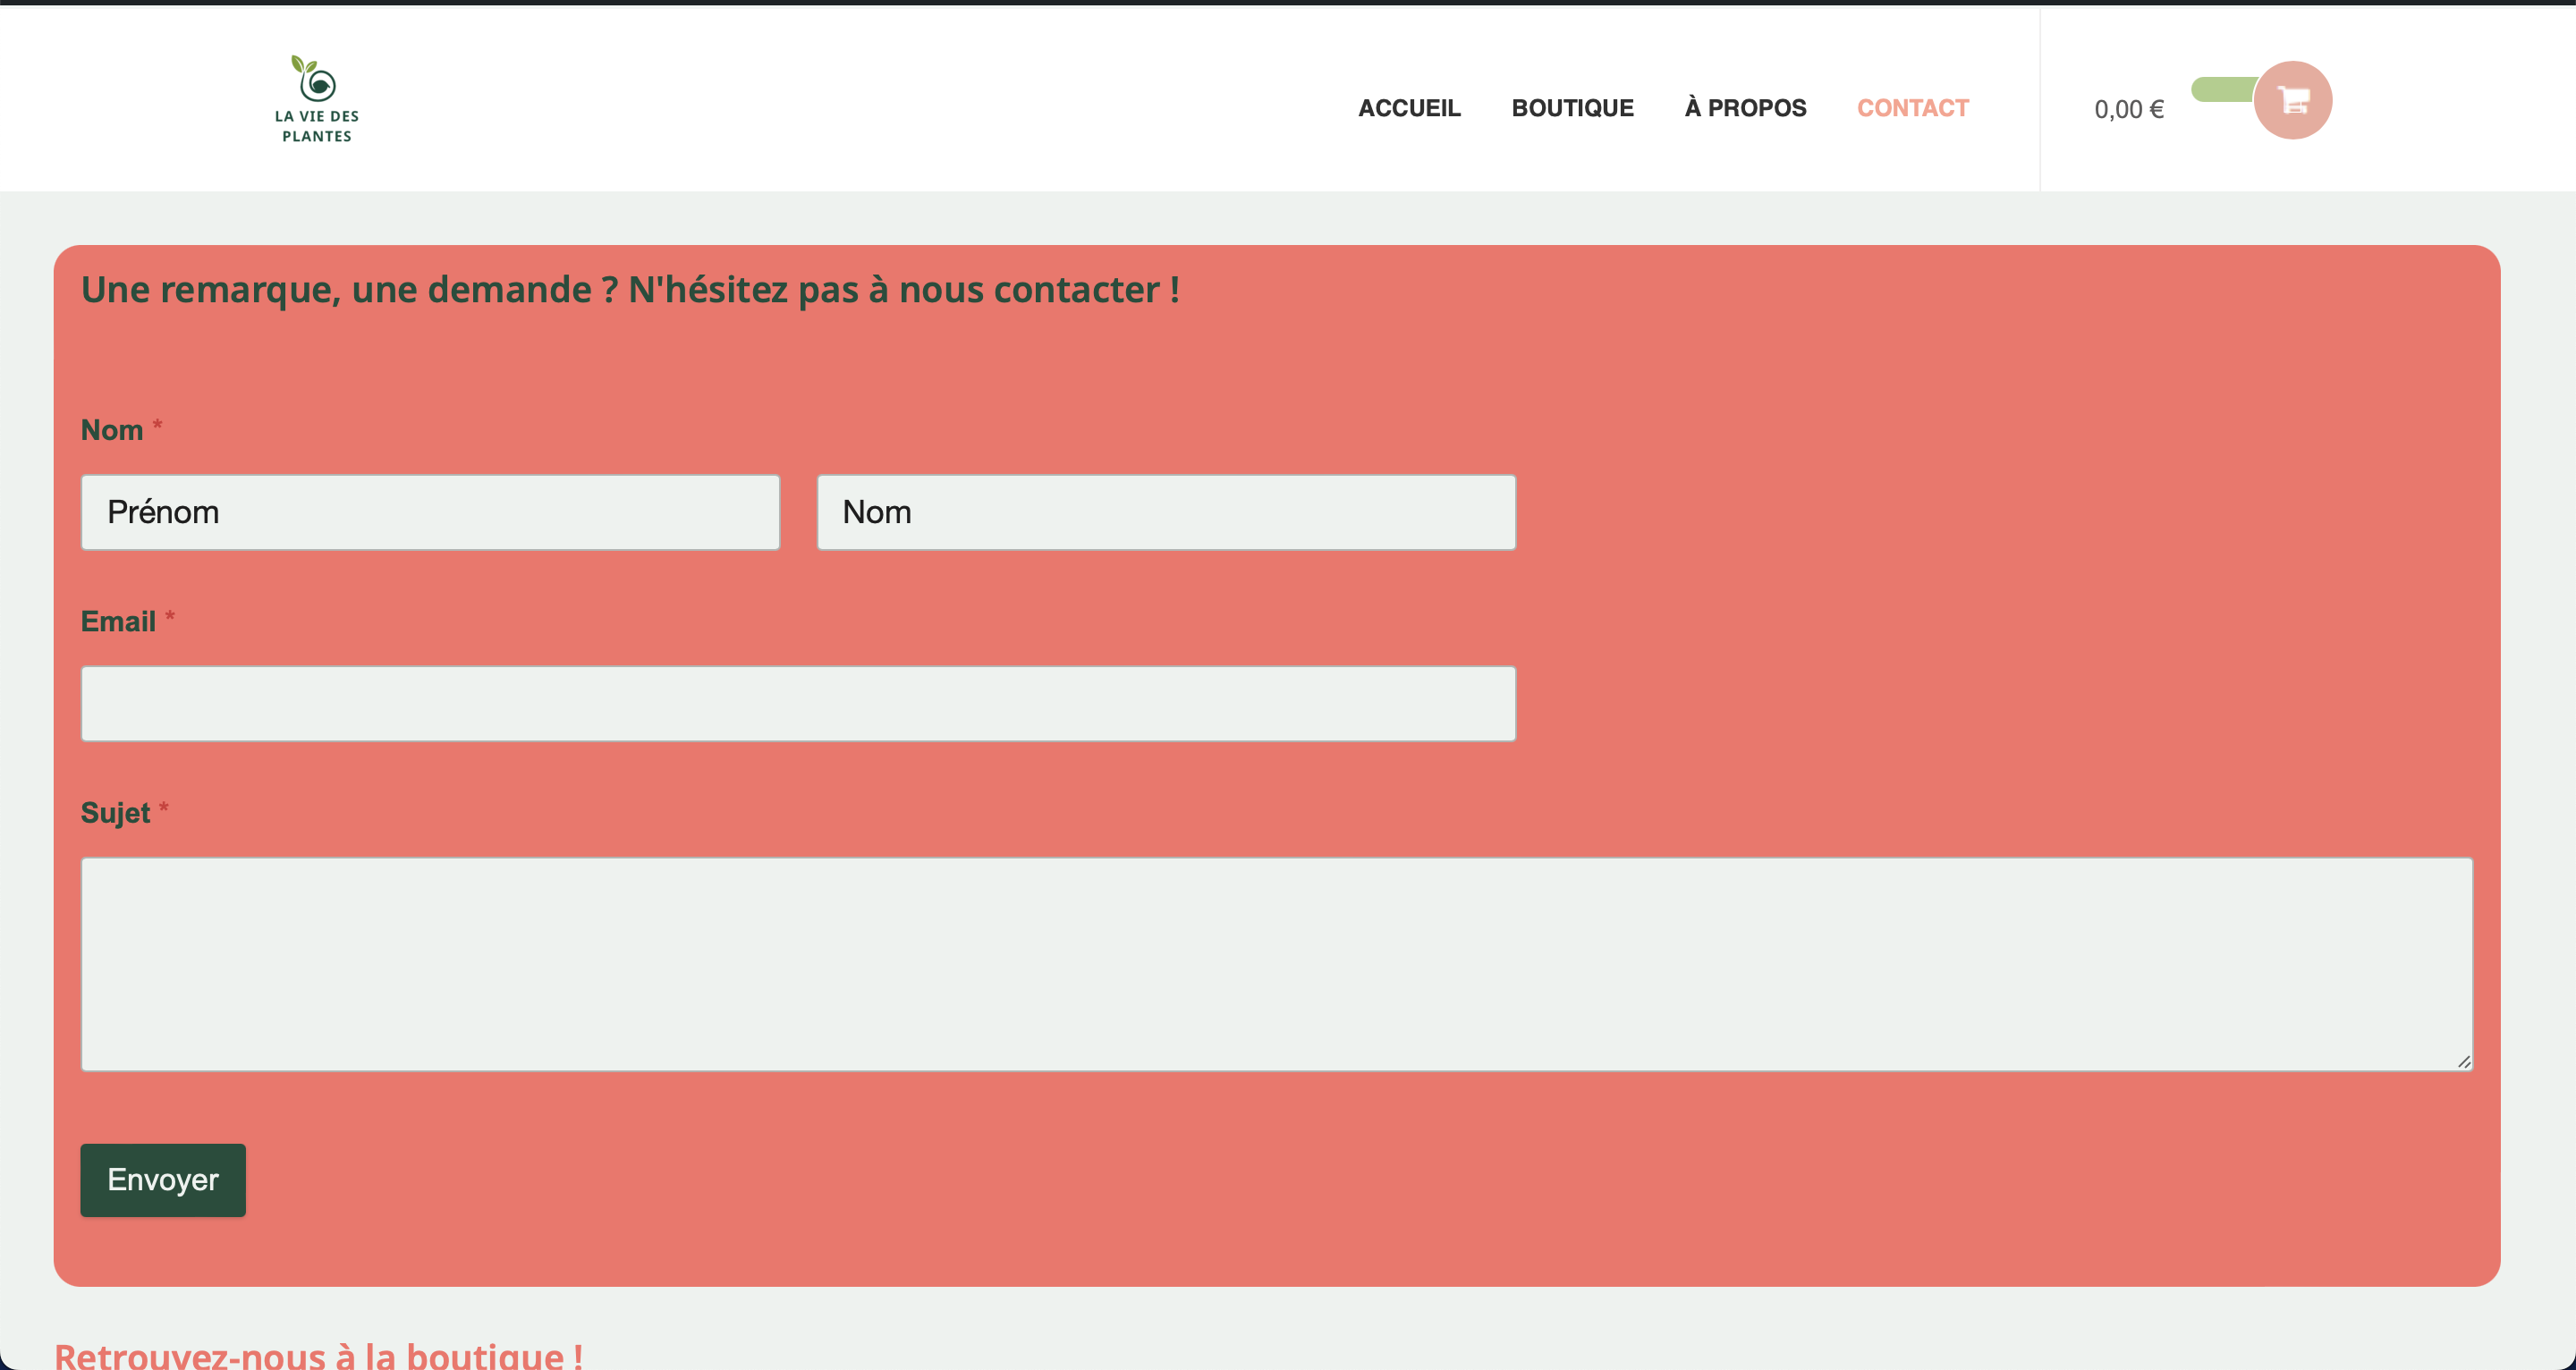 LA VIE DES
PLANTES
ACCUEIL
BOUTIQUE
À PROPOS
CONTACT
0,00 €
Une remarque, une demande ? N'hésitez pas à nous contacter !
Nom *
Prénom
Nom
Email *
Sujet *
Envoyer
Retrouvez-nous à la boutique !